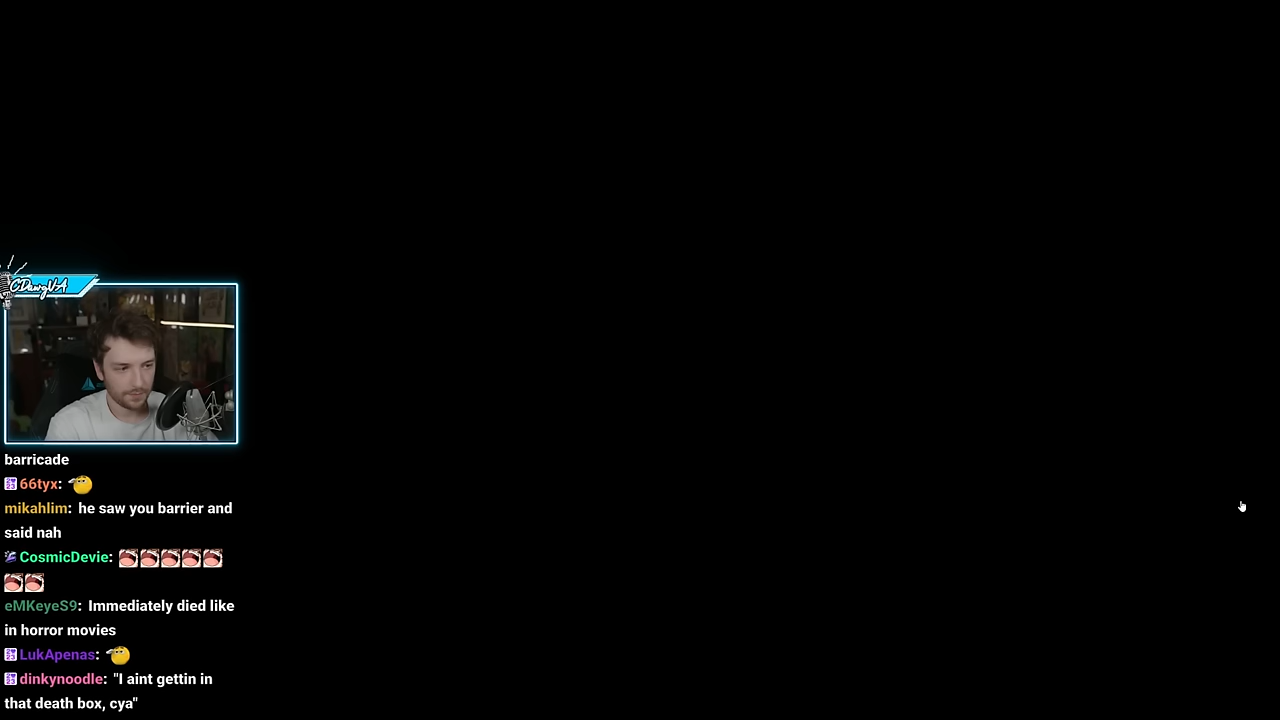 CDawgVA
barricade
66tyx:
mikahlim: he saw you barrier and
said nah
CosmicDevie:
eMKeyeS9: Immediately died like
in horror movies
LukApenas:
dinkynoodle: "I aint gettin in
that death box, cya"